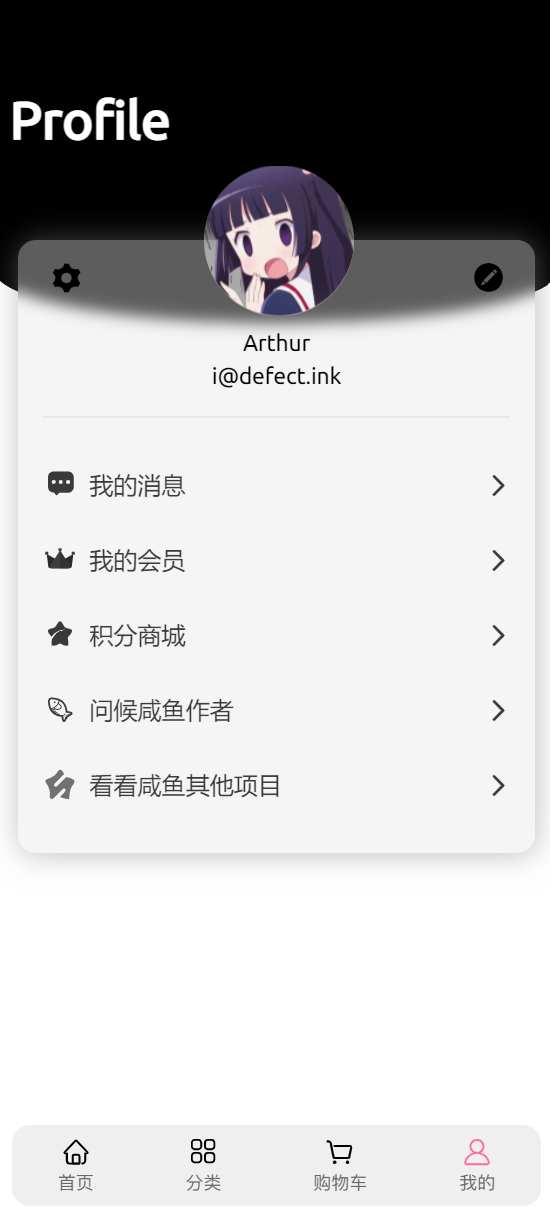 Profile
Arthur
i@defect.ink
我的消息
我的会员
积分商城
问候咸鱼作者
看看咸鱼其他项目
首页
分类
购物车
我的